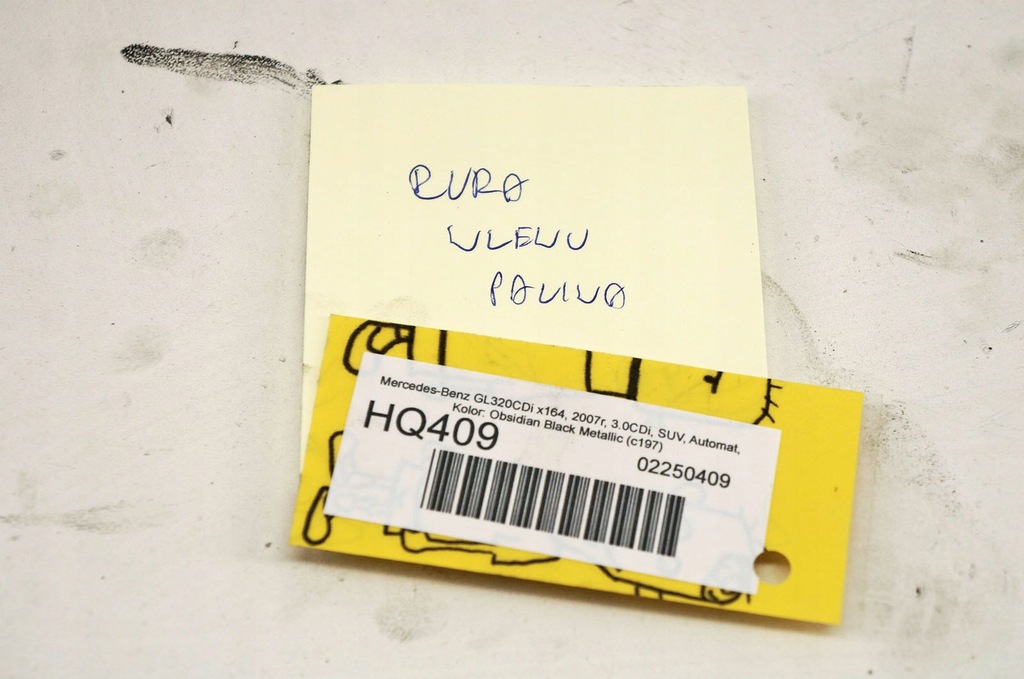 RURA
WLEWU
PALIWA
Mercedes-Benz GL320CDi x164, 2007r, 3.0CDi, SUV, Automat,
Kolor: Obsidian Black Metallic (c197)
HQ409
02250409